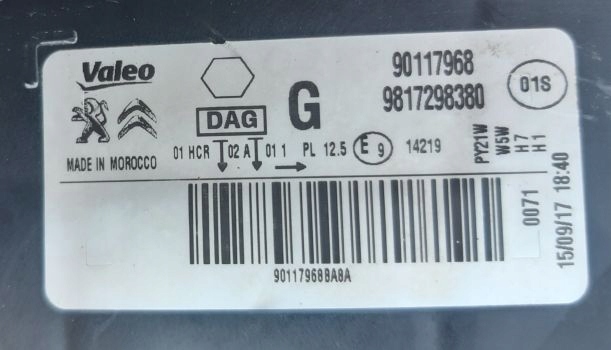 Valeo
90117968
9817298380
01S
DAG
G
MADE IN MOROCCO
01 HCR 02 A 01 1 PL 12.5 E 9 14219
PY21W
W5W
H7
H1
0071
15/09/17 18:40
90117968BA8A